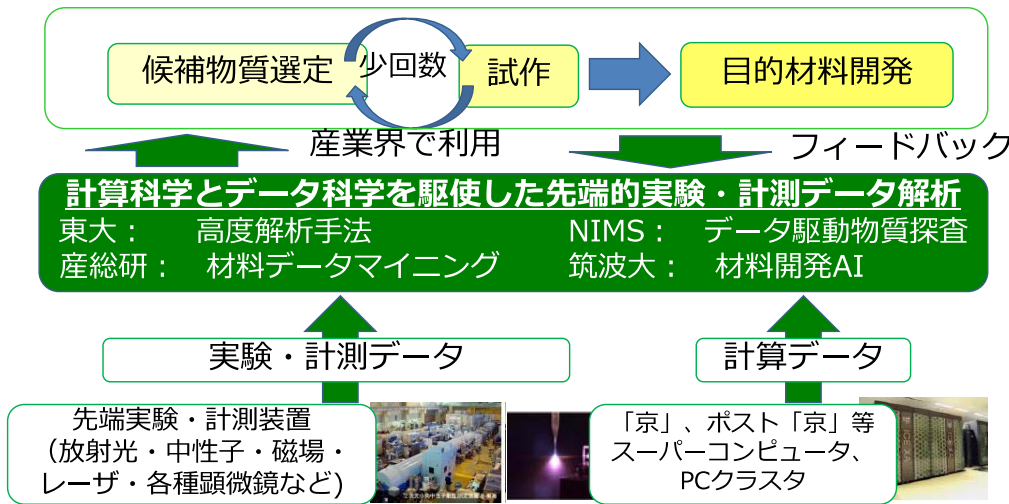 候補物質選定
少回数
試作
目的材料開発
産業界で利用
フィードバック
計算科学とデータ科学を駆使した先端的実験・計測データ解析
東大： 高度解析手法 NIMS： データ駆動物質探査
産総研： 材料データマイニング 筑波大： 材料開発AI
実験・計測データ
計算データ
先端実験・計測装置
（放射光・中性子・磁場・
レーザ・各種顕微鏡など)
「京」、ポスト「京」等
スーパーコンピュータ、
PCクラスタ